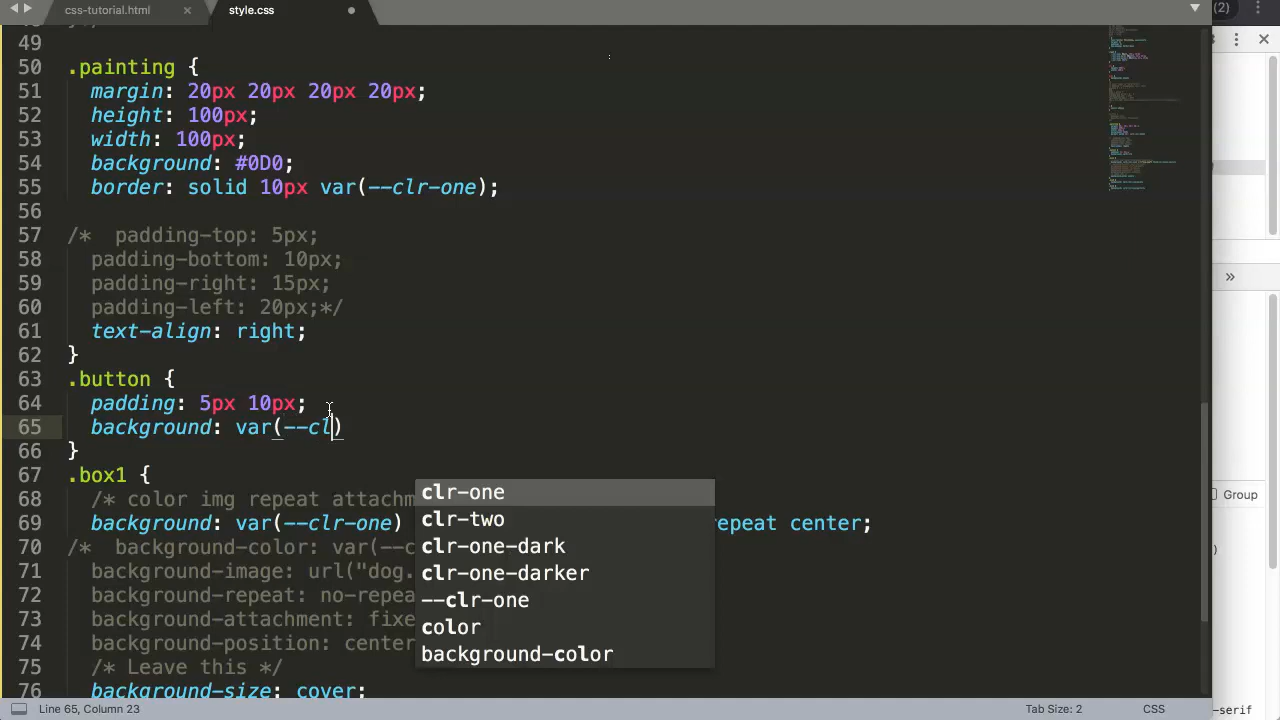 css-tutorial.html
style.css
(2)
49
50 .painting {
51 margin: 20px 20px 20px 20px;
52 height: 100px;
53 width: 100px;
54 background: #0D0;
55 border: solid 10px var(--clr-one);
56
57 /*  padding-top: 5px;
58 padding-bottom: 10px;
59 padding-right: 15px;
60 padding-left: 20px;*/
61 text-align: right;
62 }
63 .button {
64 padding: 5px 10px;
65 background: var(--cl)
66 }
67 .box1 {
68 /* color img repeat attachm
69 background: var(--clr-one) repeat center;
70 /*  background-color: var(--c
71 background-image: url("dog.
72 background-repeat: no-repea
73 background-attachment: fixe
74 background-position: center
75 /* Leave this */
76 background-size: cover;
clr-one
clr-two
clr-one-dark
clr-one-darker
--clr-one
color
background-color
»
Group
-serif
Line 65, Column 23
Tab Size: 2
CSS